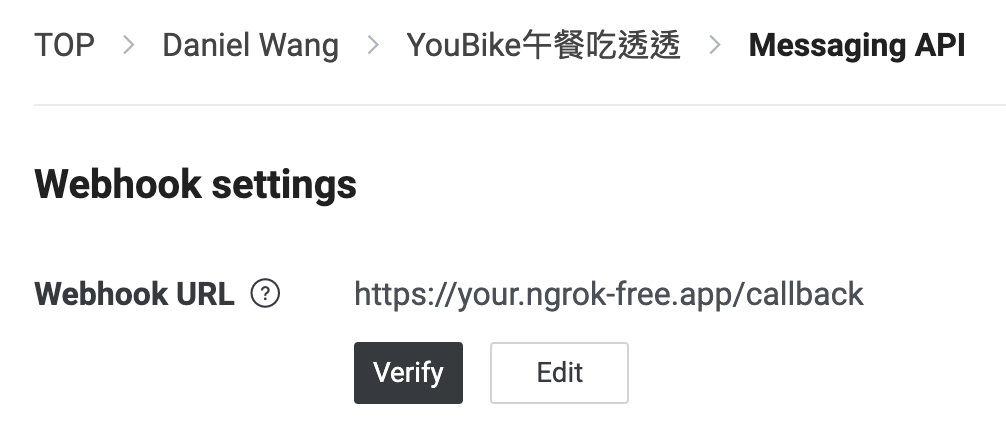 TOP > Daniel Wang > YouBike午餐吃透透 > Messaging API
Webhook settings
Webhook URL ? https://your.ngrok-free.app/callback
Verify Edit